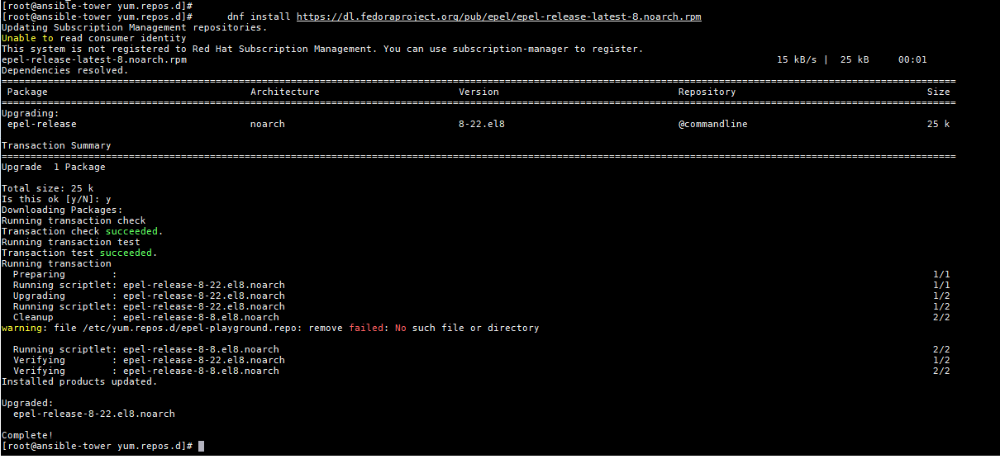 [root@ansible-tower yum.repos.d]#
[root@ansible-tower yum.repos.d]#      dnf install https://dl.fedoraproject.org/pub/epel/epel-release-latest-8.noarch.rpm
Updating Subscription Management repositories.
Unable to read consumer identity
This system is not registered to Red Hat Subscription Management. You can use subscription-manager to register.
epel-release-latest-8.noarch.rpm 15 kB/s | 25 kB 00:01
Dependencies resolved.
================================================================================
Package Architecture Version Repository Size
================================================================================
Upgrading:
epel-release noarch 8-22.el8 @commandline 25 k
Transaction Summary
================================================================================
Upgrade  1 Package
Total size: 25 k
Is this ok [y/N]: y
Downloading Packages:
Running transaction check
Transaction check succeeded.
Running transaction test
Transaction test succeeded.
Running transaction
Preparing        : 1/1
Running scriptlet: epel-release-8-22.el8.noarch 1/1
Upgrading        : epel-release-8-22.el8.noarch 1/2
Running scriptlet: epel-release-8-22.el8.noarch 1/2
Cleanup          : epel-release-8-8.el8.noarch 2/2
warning: file /etc/yum.repos.d/epel-playground.repo: remove failed: No such file or directory
Running scriptlet: epel-release-8-8.el8.noarch 2/2
Verifying        : epel-release-8-22.el8.noarch 1/2
Verifying        : epel-release-8-8.el8.noarch 2/2
Installed products updated.
Upgraded:
epel-release-8-22.el8.noarch
Complete!
[root@ansible-tower yum.repos.d]#